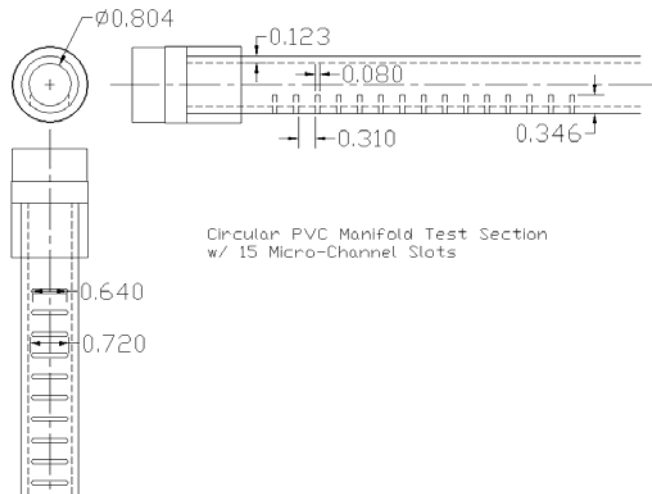 Ø0.804
0.123
0.080
0.310
0.346
Circular PVC Manifold Test Section
w/ 15 Micro-Channel Slots
0.640
0.720